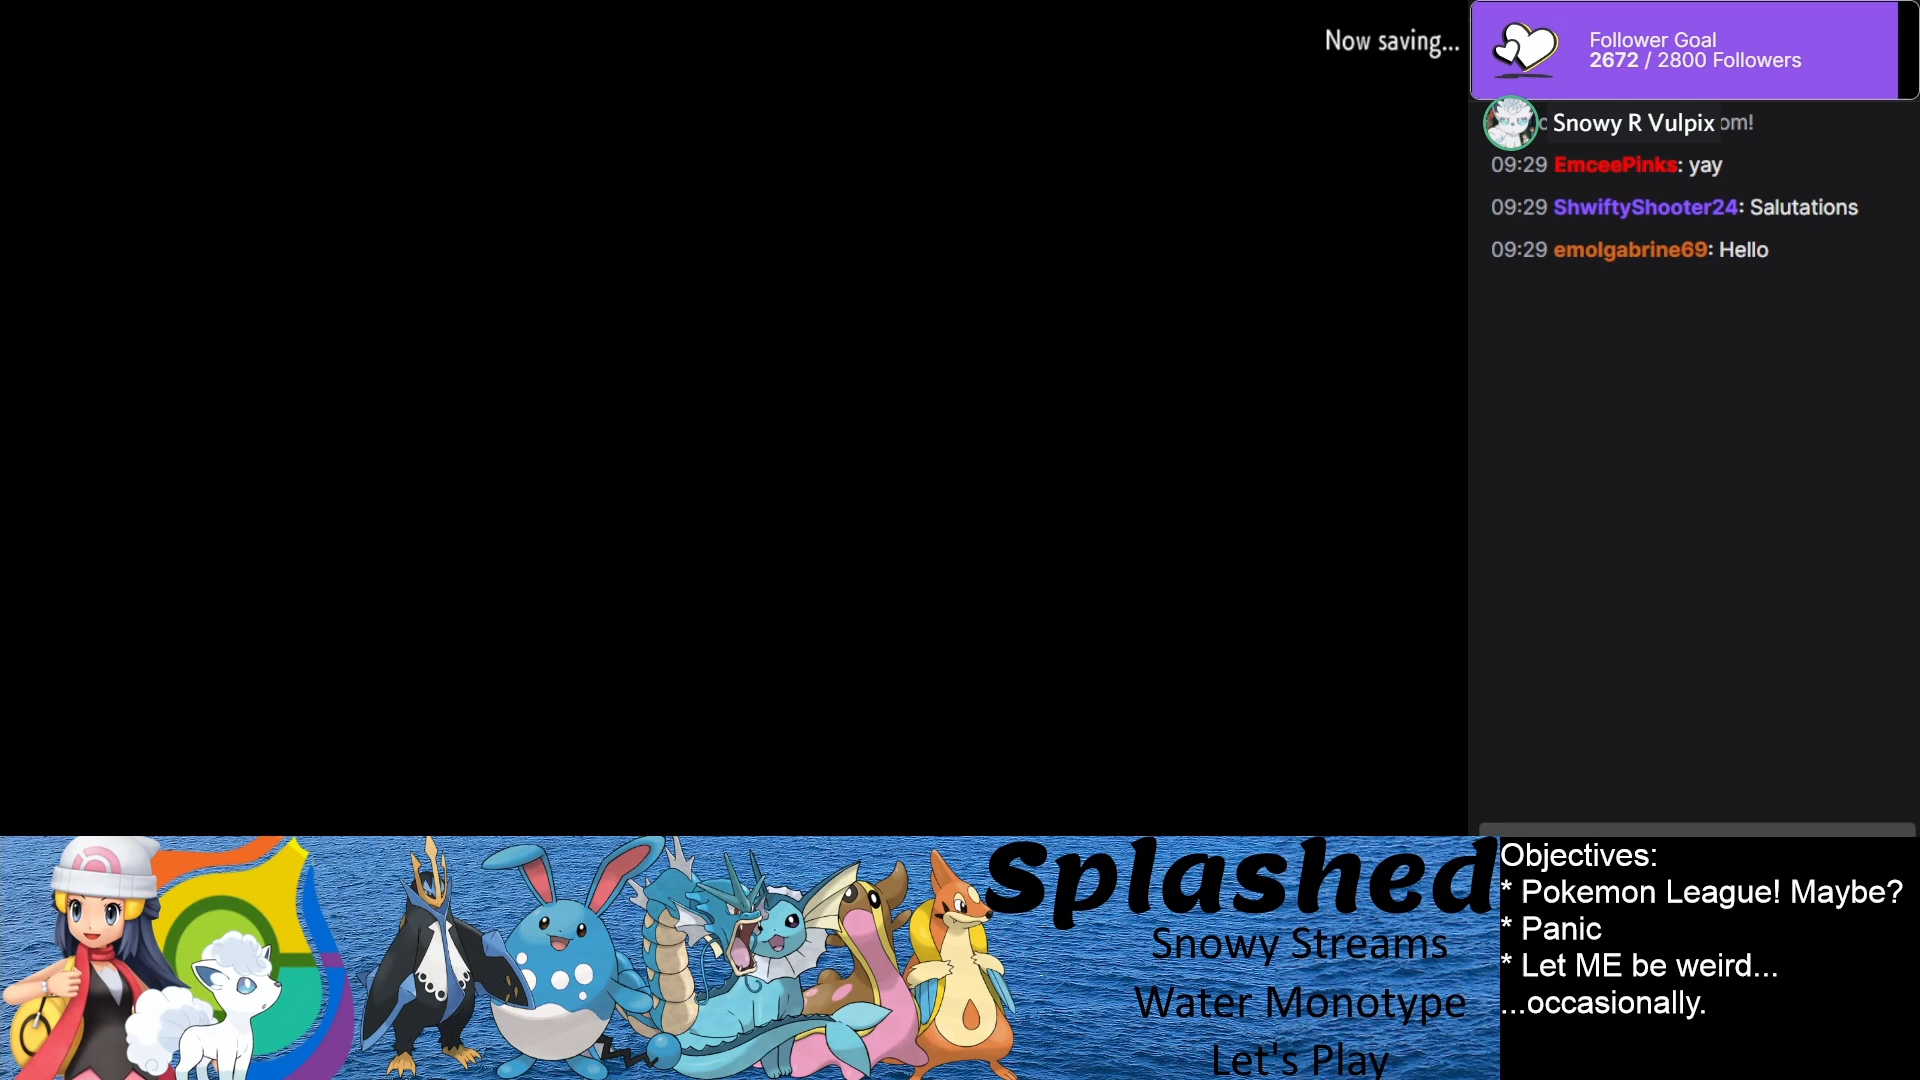 Now saving...
Follower Goal
2672 / 2800 Followers
Snowy R Vulpix om!
09:29 EmceePinks: yay
09:29 ShwiftyShooter24: Salutations
09:29 emolgabrine69: Hello
Splashed
Snowy Streams
Water Monotype
Let's Play
Objectives:
* Pokemon League! Maybe?
* Panic
* Let ME be weird...
...occasionally.